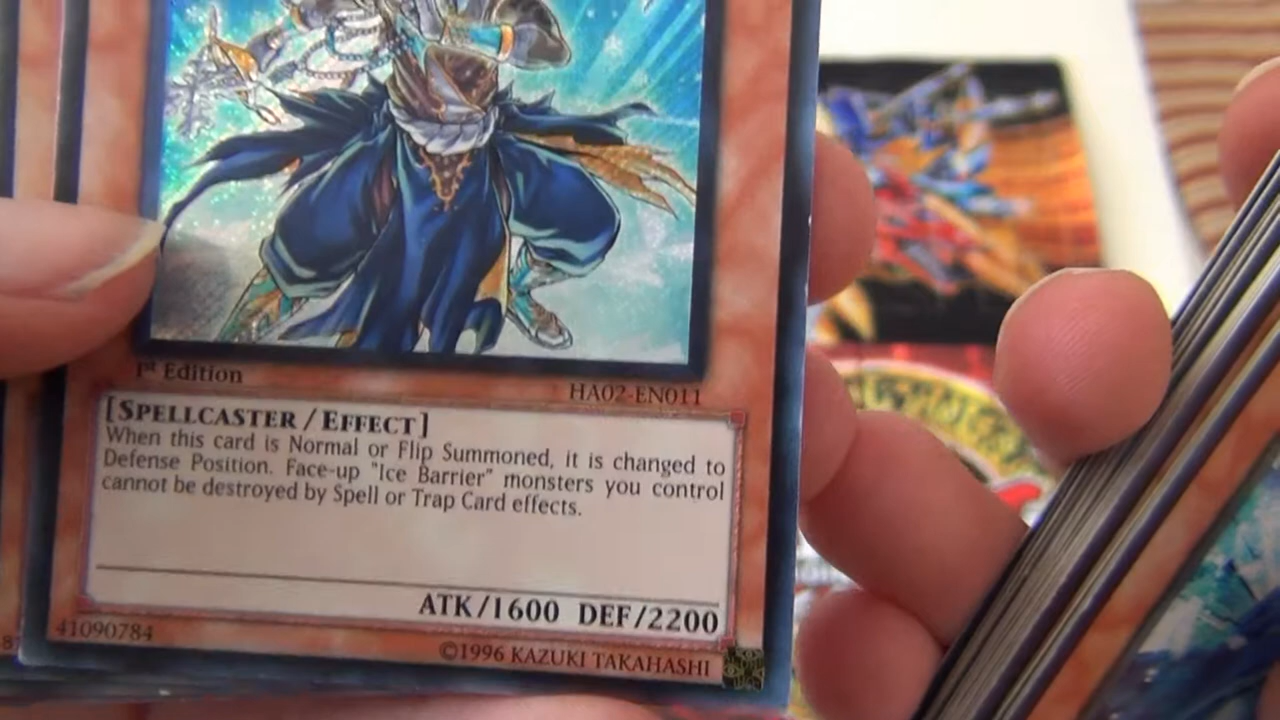 1st Edition
HA02-EN011
[SPELLCASTER / EFFECT]
When this card is Normal or Flip Summoned, it is changed to
Defense Position. Face-up "Ice Barrier" monsters you control
cannot be destroyed by Spell or Trap Card effects.
ATK/1600 DEF/2200
41090784
©1996 KAZUKI TAKAHASHI